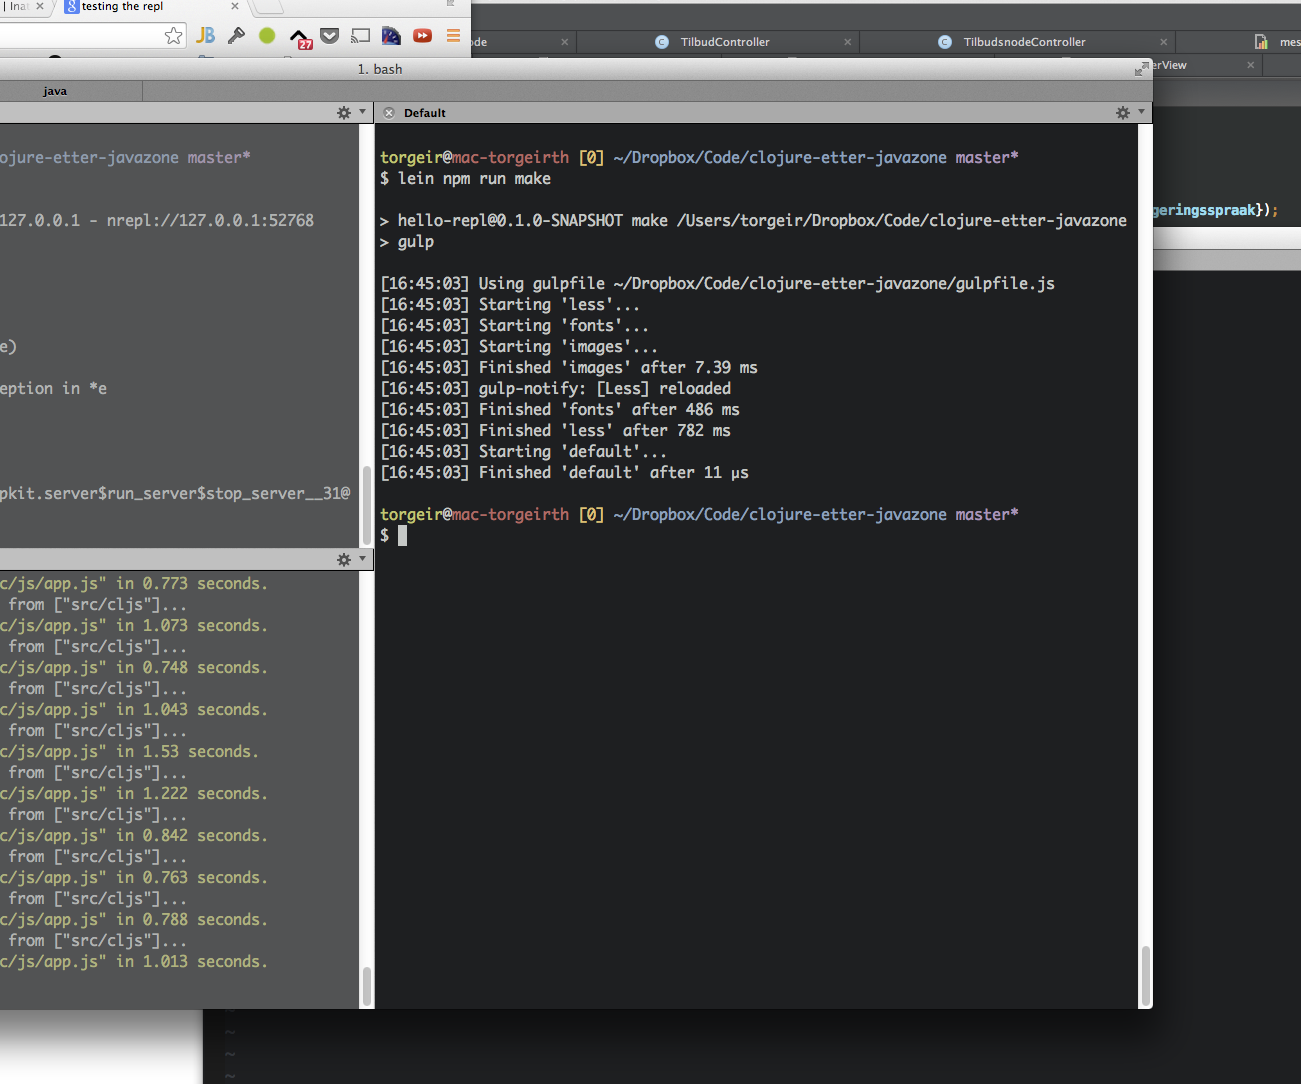 | Inat
testing the repl
JB
27
ode
TilbudController
TilbudsnodeController
mes
erView
1. bash
java
Default
ojure-etter-javazone master*
127.0.0.1 - nrepl://127.0.0.1:52768
e)
eption in *e
pkit.server$run_server$stop_server__31@
torgeir@mac-torgeirth [0] ~/Dropbox/Code/clojure-etter-javazone master*
$ lein npm run make
> hello-repl@0.1.0-SNAPSHOT make /Users/torgeir/Dropbox/Code/clojure-etter-javazone
> gulp
[16:45:03] Using gulpfile ~/Dropbox/Code/clojure-etter-javazone/gulpfile.js
[16:45:03] Starting 'less'...
[16:45:03] Starting 'fonts'...
[16:45:03] Starting 'images'...
[16:45:03] Finished 'images' after 7.39 ms
[16:45:03] gulp-notify: [Less] reloaded
[16:45:03] Finished 'fonts' after 486 ms
[16:45:03] Finished 'less' after 782 ms
[16:45:03] Starting 'default'...
[16:45:03] Finished 'default' after 11 μs
torgeir@mac-torgeirth [0] ~/Dropbox/Code/clojure-etter-javazone master*
$
geringsspraak});
c/js/app.js" in 0.773 seconds.
from ["src/cljs"]...
c/js/app.js" in 1.073 seconds.
from ["src/cljs"]...
c/js/app.js" in 0.748 seconds.
from ["src/cljs"]...
c/js/app.js" in 1.043 seconds.
from ["src/cljs"]...
c/js/app.js" in 1.53 seconds.
from ["src/cljs"]...
c/js/app.js" in 1.222 seconds.
from ["src/cljs"]...
c/js/app.js" in 0.842 seconds.
from ["src/cljs"]...
c/js/app.js" in 0.763 seconds.
from ["src/cljs"]...
c/js/app.js" in 0.788 seconds.
from ["src/cljs"]...
c/js/app.js" in 1.013 seconds.
~
~
~
~